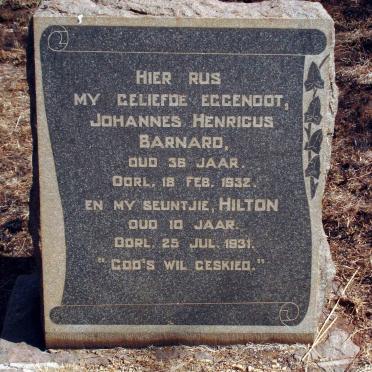 HIER RUS
MY GELIEFDE EGGENOOT,
JOHANNES HENRICUS
BARNARD,
OUD 36 JAAR.
OORL. 18 FEB. 1932.
EN MY SEUNTJIE, HILTON
OUD 10 JAAR.
OORL. 25 JUL. 1931.
"GOD'S WIL GESKIED."